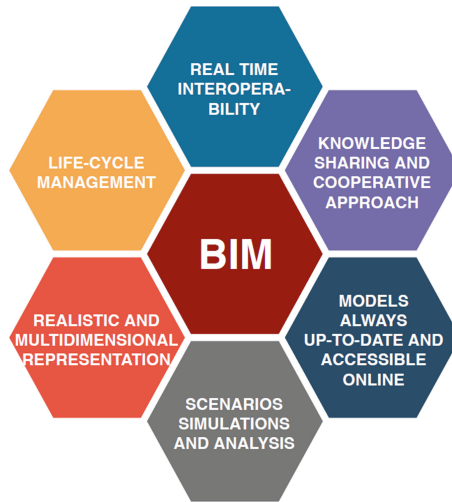 REAL TIME
INTEROPERA-
BILITY
LIFE-CYCLE
MANAGEMENT
KNOWLEDGE
SHARING AND
COOPERATIVE
APPROACH
BIM
REALISTIC AND
MULTIDIMENSIONAL
REPRESENTATION
MODELS
ALWAYS
UP-TO-DATE AND
ACCESSIBLE
ONLINE
SCENARIOS
SIMULATIONS
AND ANALYSIS